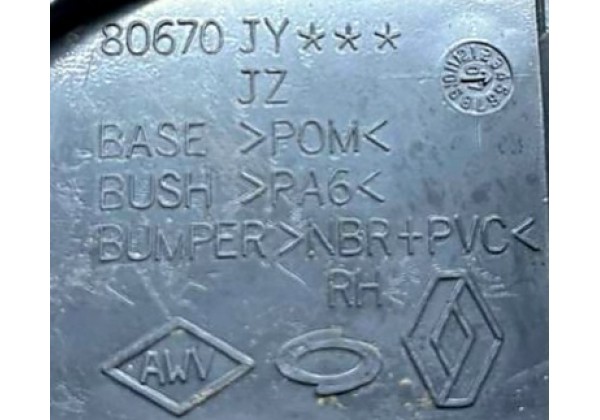 80670 JY***
JZ
BASE >POM<
BUSH >PA6<
BUMPER>NBR+PVC<
RH
AWV